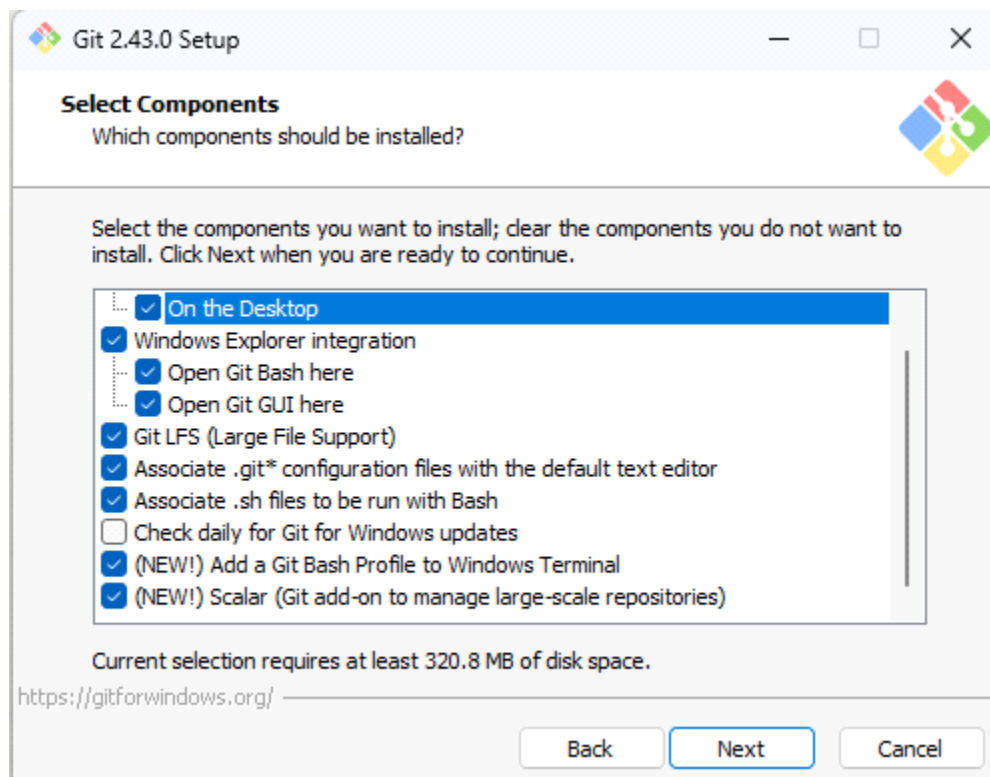 Git 2.43.0 Setup
Select Components
Which components should be installed?
Select the components you want to install; clear the components you do not want to
install. Click Next when you are ready to continue.
On the Desktop
Windows Explorer integration
Open Git Bash here
Open Git GUI here
Git LFS (Large File Support)
Associate .git* configuration files with the default text editor
Associate .sh files to be run with Bash
Check daily for Git for Windows updates
(NEW!) Add a Git Bash Profile to Windows Terminal
(NEW!) Scalar (Git add-on to manage large-scale repositories)
Current selection requires at least 320.8 MB of disk space.
https://gitforwindows.org/
Back Next Cancel